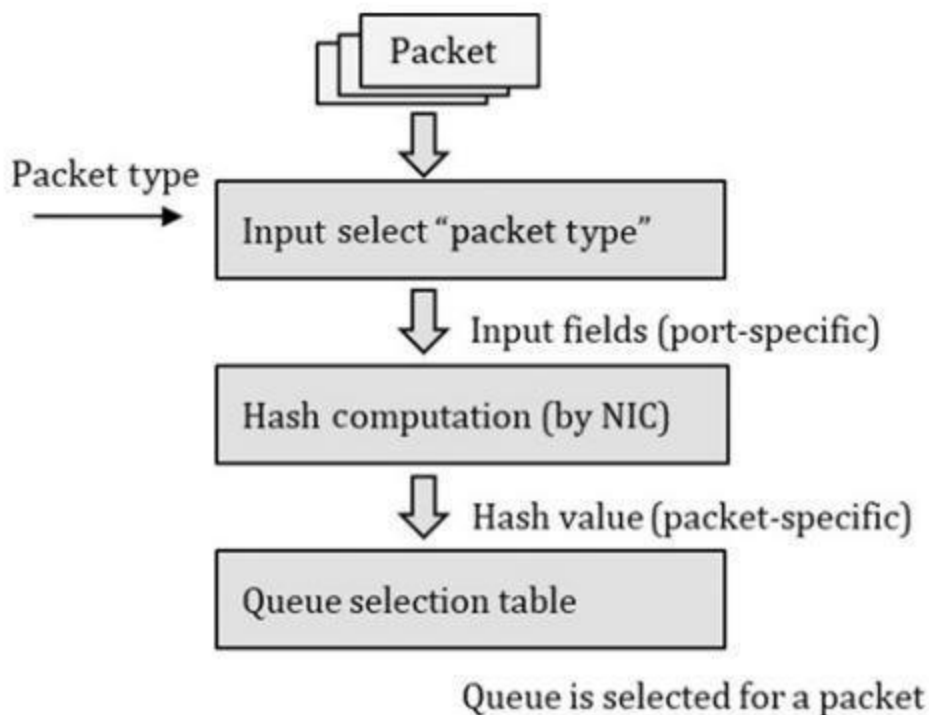 Packet
Packet type
Input select “packet type”
Input fields (port-specific)
Hash computation (by NIC)
Hash value (packet-specific)
Queue selection table
Queue is selected for a packet